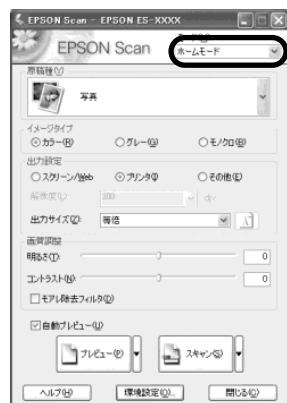 EPSON Scan - EPSON ES-XXXX
EPSON Scan
ホームモード
原稿種(V)
写真
イメージタイプ
カラー(R) グレー(G) モノクロ(B)
出力設定
スクリーン/Web プリンタ(I) その他(E)
解像度(L): 300 dpi
出力サイズ(Z): 等倍
画質調整
明るさ(T): 0
コントラスト(N): 0
モアレ除去フィルタ(D)
自動プレビュー(U)
プレビュー(P) スキャン(S)
ヘルプ(H) 環境設定(O)... 閉じる(C)